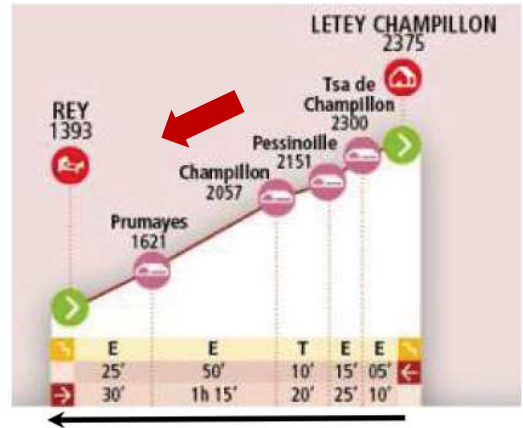 LETEY CHAMPILLON
2375
Tsa de
Champillon
2300
REY
1393
Pessinoille
2151
Champillon
2057
Prumayes
1621
E E T E E
25' 50' 10' 15' 05'
30' 1h 15' 20' 25' 10'